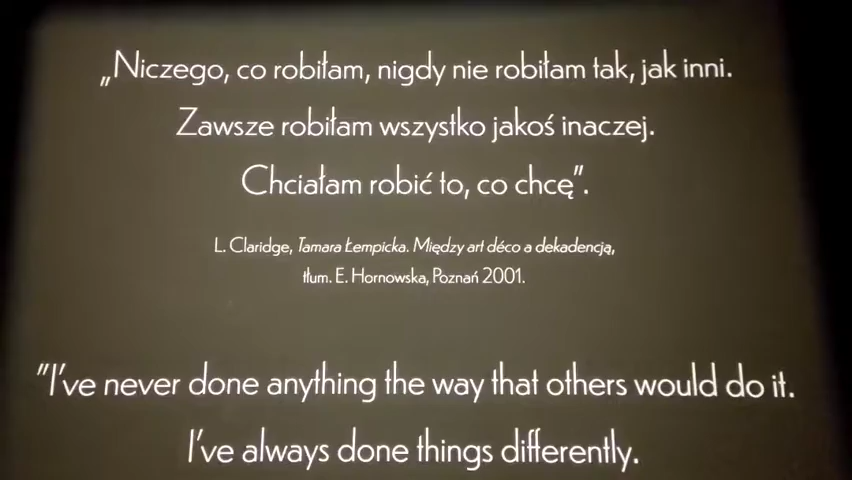 „Niczego, co robiłam, nigdy nie robiłam tak, jak inni.
Zawsze robiłam wszystko jakoś inaczej.
Chciałam robić to, co chcę”.
L. Claridge, Tamara Łempicka. Między art déco a dekadencją,
tłum. E. Hornowska, Poznań 2001.
"I've never done anything the way that others would do it.
I've always done things differently.